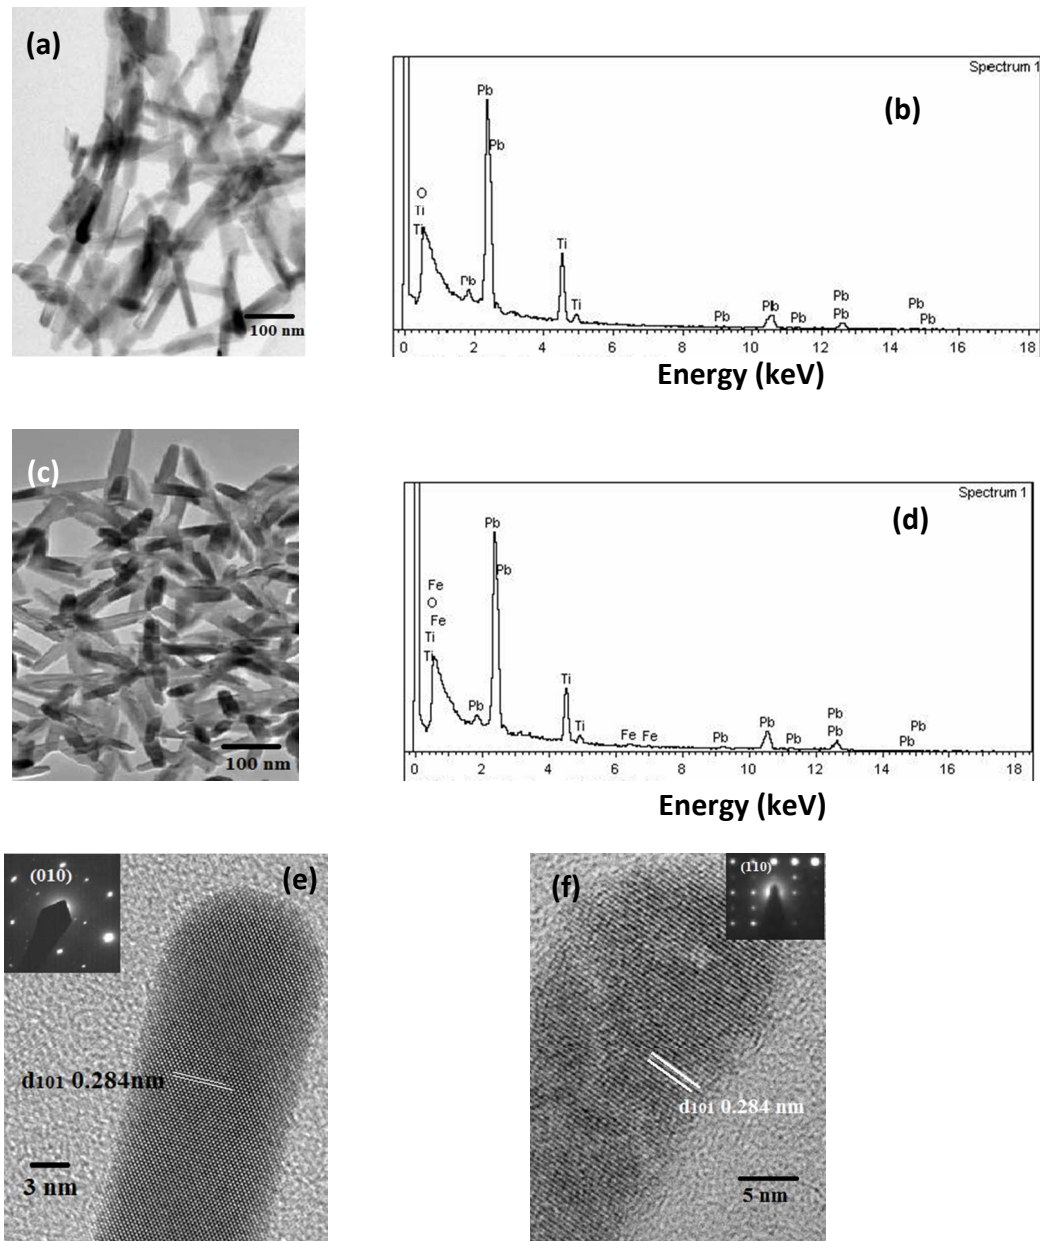 (a)
100 nm
Spectrum 1
(b)
Pb
Pb
O
Ti
Ti
Pb
Ti
Ti
Pb
Pb
Pb
Pb
Pb
Pb
Pb
0 2 4 6 8 10 12 14 16 18
Energy (keV)
(c)
100 nm
Spectrum 1
(d)
Pb
Pb
Fe
O
Fe
Ti
Ti
Pb
Ti
Ti
Fe Fe
Pb
Pb
Pb
Pb
Pb
Pb
Pb
0 2 4 6 8 10 12 14 16 18
Energy (keV)
(010)
(e)
d101 0.284nm
3 nm
(f)
(110)
d101 0.284 nm
5 nm